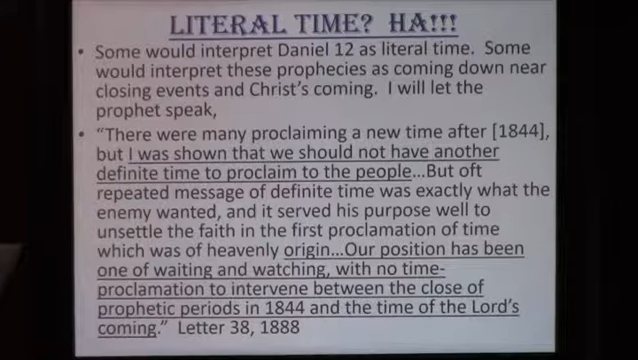 LITERAL TIME? HA!!!
• Some would interpret Daniel 12 as literal time. Some
would interpret these prophecies as coming down near
closing events and Christ's coming. I will let the
prophet speak,
• "There were many proclaiming a new time after [1844],
but I was shown that we should not have another
definite time to proclaim to the people...But oft
repeated message of definite time was exactly what the
enemy wanted, and it served his purpose well to
unsettle the faith in the first proclamation of time
which was of heavenly origin...Our position has been
one of waiting and watching, with no time-
proclamation to intervene between the close of
prophetic periods in 1844 and the time of the Lord's
coming." Letter 38, 1888